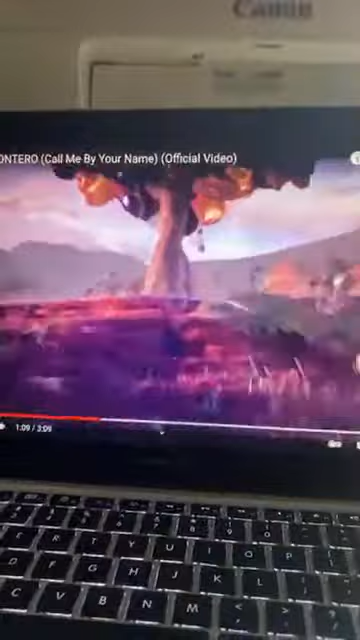 Canon
ONTERO (Call Me By Your Name) (Official Video)
1:09 / 3:09
E R T Y U I O P
D F G H J K L
C V B N M < >